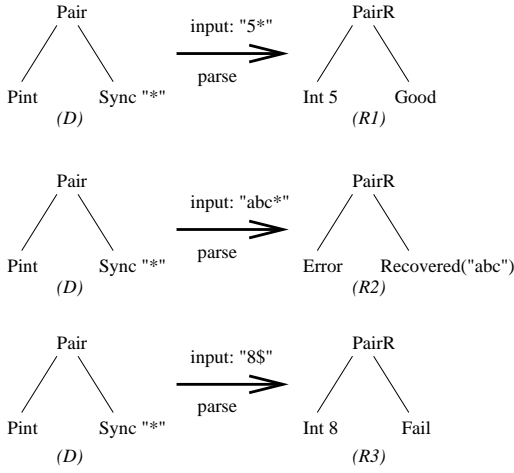 Pair input: "5*" PairR
parse
Pint Sync "*" Int 5 Good
(D) (R1)
Pair input: "abc*" PairR
parse
Pint Sync "*" Error Recovered("abc")
(D) (R2)
Pair input: "8$" PairR
parse
Pint Sync "*" Int 8 Fail
(D) (R3)